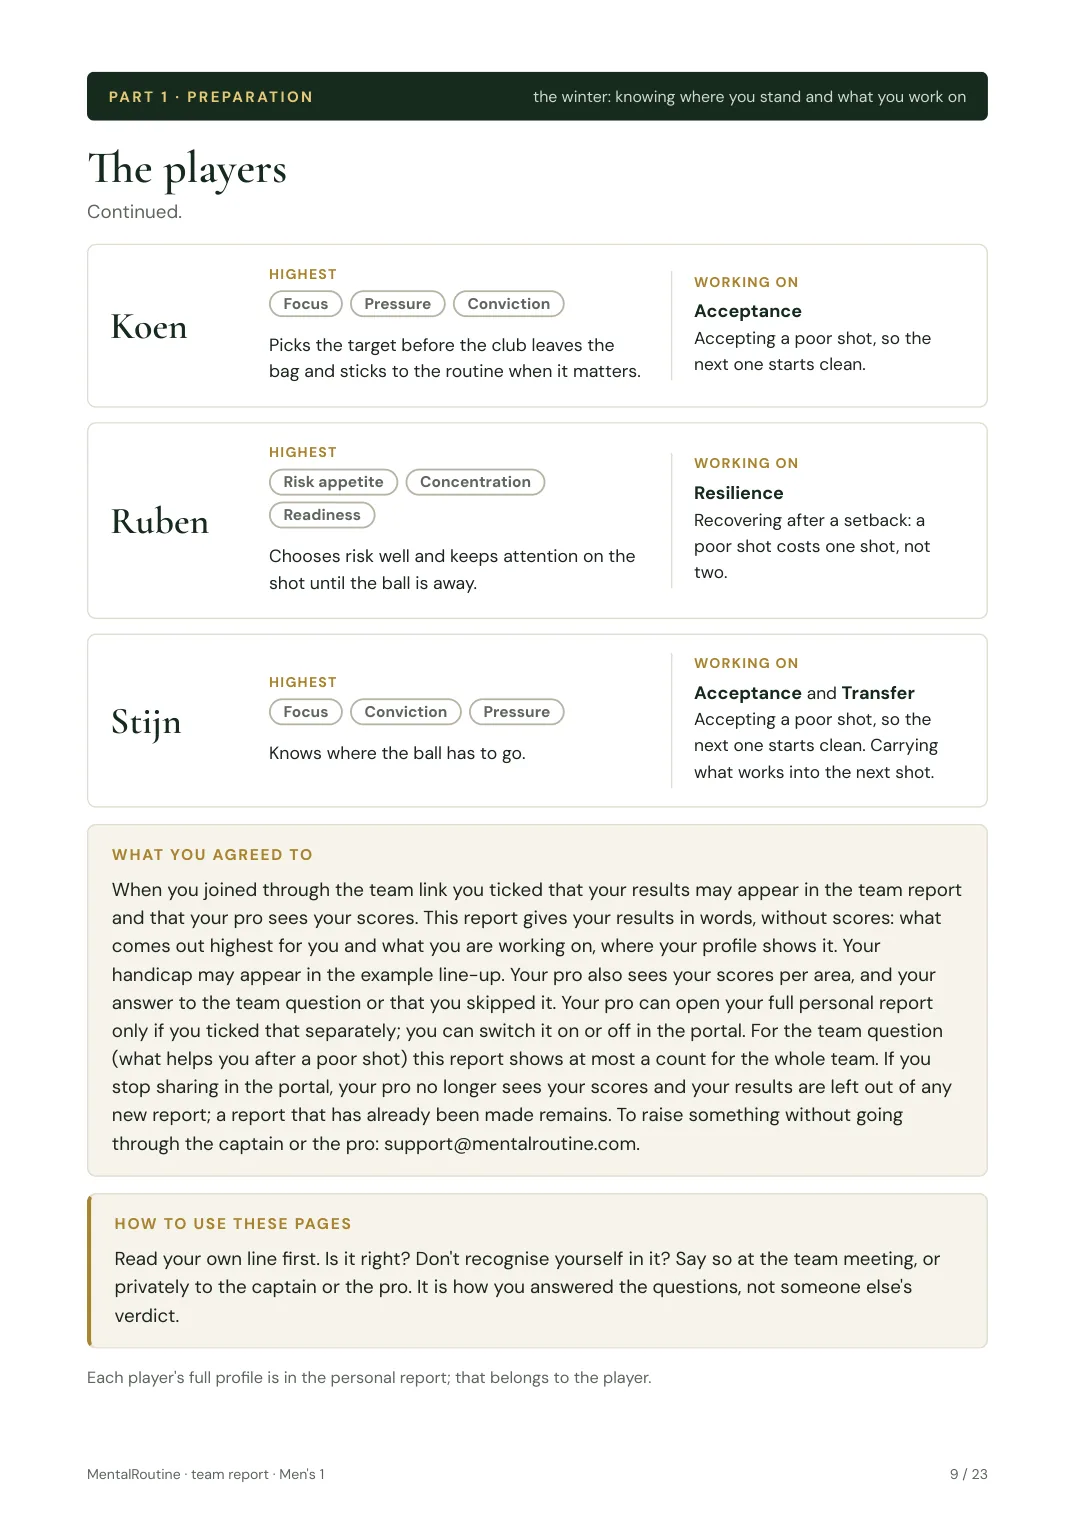 PART 1 · PREPARATION
the winter: knowing where you stand and what you work on
The players
Continued.
Koen
HIGHEST
Focus
Pressure
Conviction
Picks the target before the club leaves the
bag and sticks to the routine when it matters.
WORKING ON
Acceptance
Accepting a poor shot, so the
next one starts clean.
Ruben
HIGHEST
Risk appetite
Concentration
Readiness
Chooses risk well and keeps attention on the
shot until the ball is away.
WORKING ON
Resilience
Recovering after a setback: a
poor shot costs one shot, not
two.
Stijn
HIGHEST
Focus
Conviction
Pressure
Knows where the ball has to go.
WORKING ON
Acceptance and Transfer
Accepting a poor shot, so the
next one starts clean. Carrying
what works into the next shot.
WHAT YOU AGREED TO
When you joined through the team link you ticked that your results may appear in the team report
and that your pro sees your scores. This report gives your results in words, without scores: what
comes out highest for you and what you are working on, where your profile shows it. Your
handicap may appear in the example line-up. Your pro also sees your scores per area, and your
answer to the team question or that you skipped it. Your pro can open your full personal report
only if you ticked that separately; you can switch it on or off in the portal. For the team question
(what helps you after a poor shot) this report shows at most a count for the whole team. If you
stop sharing in the portal, your pro no longer sees your scores and your results are left out of any
new report; a report that has already been made remains. To raise something without going
through the captain or the pro: support@mentalroutine.com.
HOW TO USE THESE PAGES
Read your own line first. Is it right? Don't recognise yourself in it? Say so at the team meeting, or
privately to the captain or the pro. It is how you answered the questions, not someone else's
verdict.
Each player's full profile is in the personal report; that belongs to the player.
MentalRoutine · team report · Men's 1
9 / 23